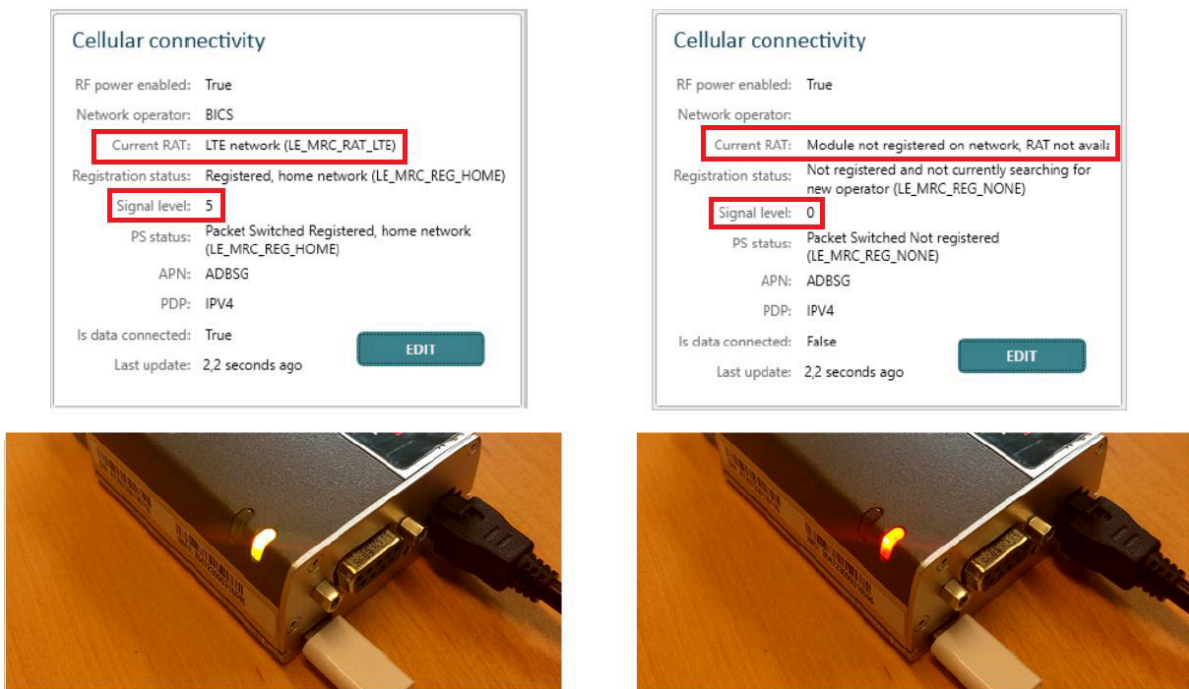 Cellular connectivity
RF power enabled: True
Network operator: BICS
Current RAT: LTE network (LE_MRC_RAT_LTE)
Registration status: Registered, home network (LE_MRC_REG_HOME)
Signal level: 5
PS status: Packet Switched Registered, home network
(LE_MRC_REG_HOME)
APN: ADBSG
PDP: IPV4
Is data connected: True
EDIT
Last update: 2,2 seconds ago
Cellular connectivity
RF power enabled: True
Network operator:
Current RAT: Module not registered on network, RAT not availa
Registration status: Not registered and not currently searching for
new operator (LE_MRC_REG_NONE)
Signal level: 0
PS status: Packet Switched Not registered
(LE_MRC_REG_NONE)
APN: ADBSG
PDP: IPV4
Is data connected: False
EDIT
Last update: 2,2 seconds ago